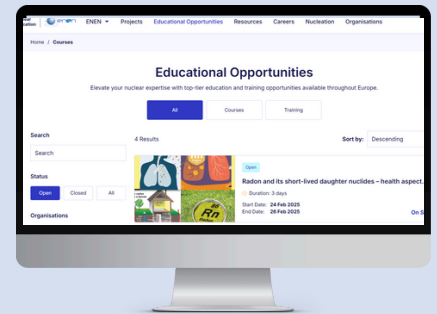 enen ENEN Projects Educational Opportunities Resources Careers Nucleation Organisations
Home / Courses
Educational Opportunities
Elevate your nuclear expertise with top-tier education and training opportunities available throughout Europe.
All Courses Training
Search
4 Results
Sort by: Descending
Search
Status
Open Closed All
Organisations
86
Rn
Open
Radon and its short-lived daughter nuclides – health aspect.
Duration: 3 days
Start Date: 24 Feb 2025
End Date: 26 Feb 2025
On S